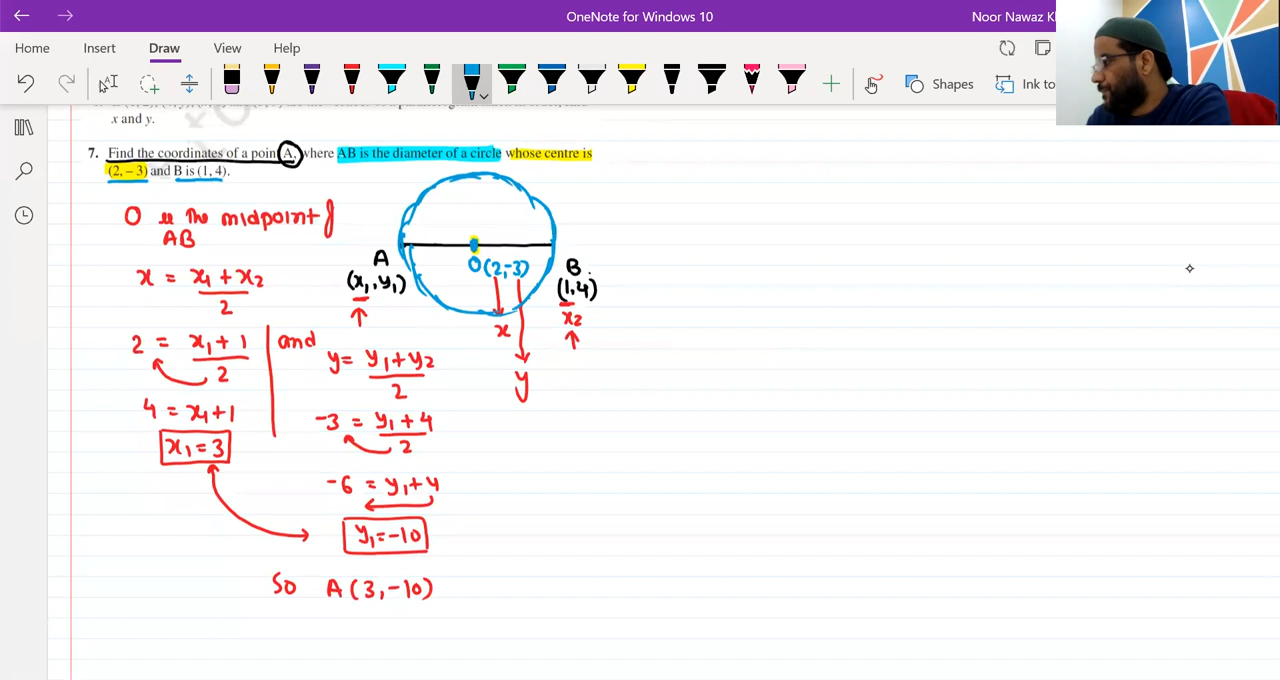 OneNote for Windows 10
Noor Nawaz Kh
Home Insert Draw View Help
Shapes Ink to
x and y.
7. Find the coordinates of a poin A, where AB is the diameter of a circle whose centre is
(2, – 3) and B is (1, 4).
O is the midpoint of
AB
x = x1 + x2
2
2 = x1 + 1
2
4 = x1 + 1
x1 = 3
and
y = y1 + y2
2
-3 = y1 + 4
2
-6 = y1 + 4
y1 = -10
So A (3, -10)
A
(x1, y1)
O (2,-3)
B
(1,4)
x2
x
y